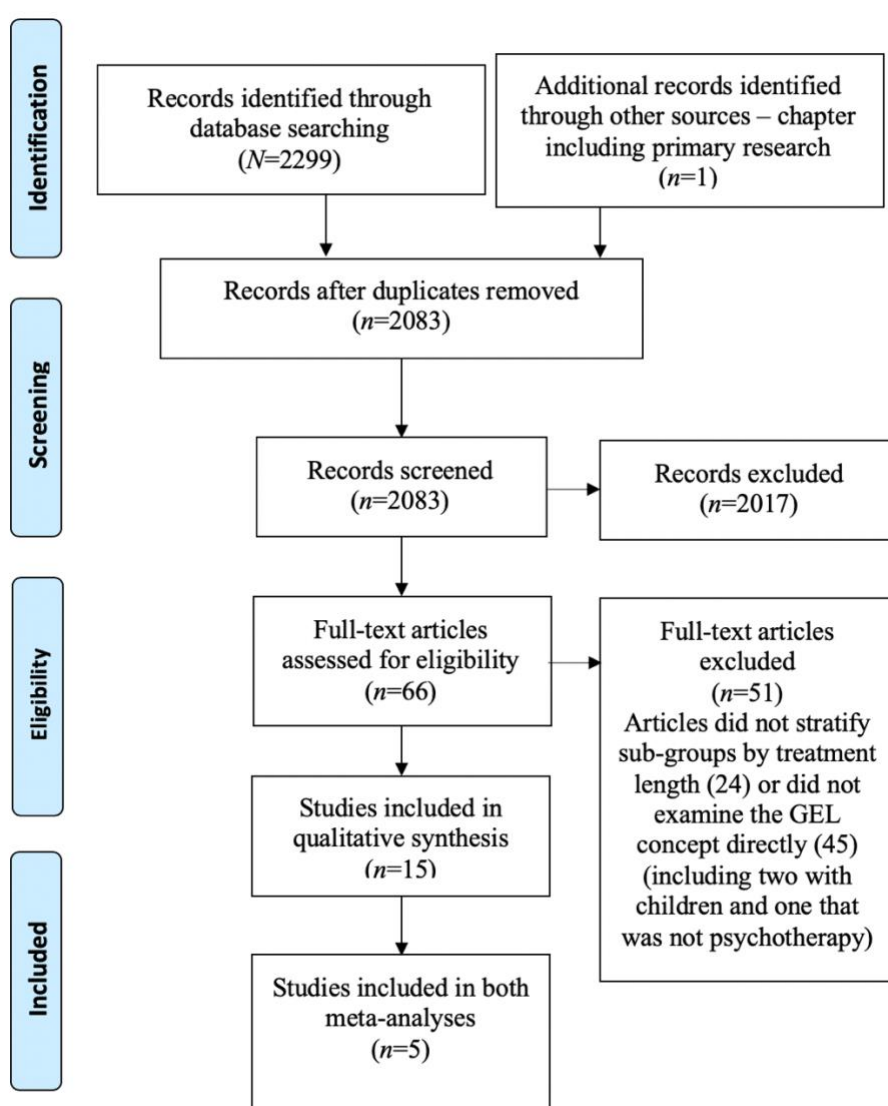 Identification
Records identified through
database searching
(N=2299)
Additional records identified
through other sources – chapter
including primary research
(n=1)
Records after duplicates removed
(n=2083)
Screening
Records screened
(n=2083)
Records excluded
(n=2017)
Eligibility
Full-text articles
assessed for eligibility
(n=66)
Full-text articles
excluded
(n=51)
Articles did not stratify
sub-groups by treatment
length (24) or did not
examine the GEL
concept directly (45)
(including two with
children and one that
was not psychotherapy)
Studies included in
qualitative synthesis
(n=15)
Included
Studies included in both
meta-analyses
(n=5)